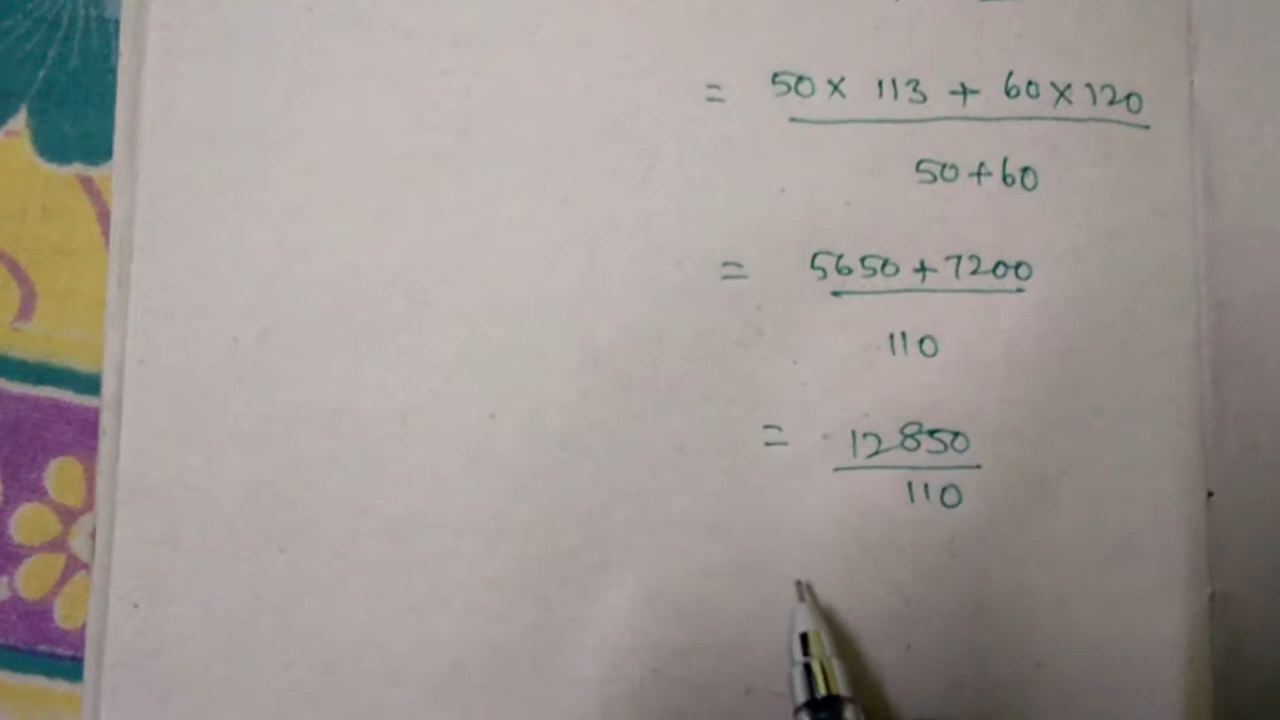 = 50 × 113 + 60 × 120
50 + 60
= 5650 + 7200
110
= 12850
110